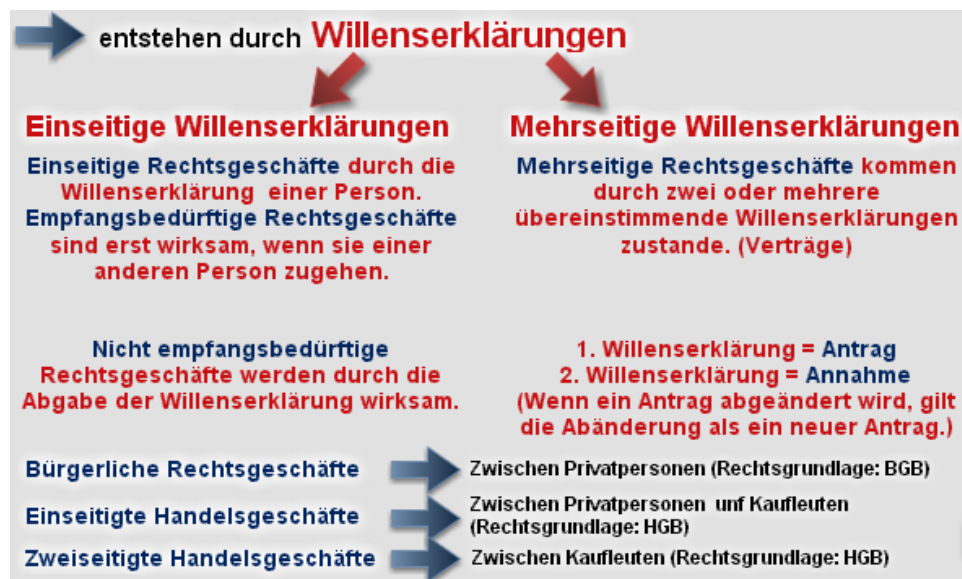 entstehen durch Willenserklärungen
Einseitige Willenserklärungen
Einseitige Rechtsgeschäfte durch die
Willenserklärung einer Person.
Empfangsbedürftige Rechtsgeschäfte
sind erst wirksam, wenn sie einer
anderen Person zugehen.
Nicht empfangsbedürftige
Rechtsgeschäfte werden durch die
Abgabe der Willenserklärung wirksam.
Mehrseitige Willenserklärungen
Mehrseitige Rechtsgeschäfte kommen
durch zwei oder mehrere
übereinstimmende Willenserklärungen
zustande. (Verträge)
1. Willenserklärung = Antrag
2. Willenserklärung = Annahme
(Wenn ein Antrag abgeändert wird, gilt
die Abänderung als ein neuer Antrag.)
Bürgerliche Rechtsgeschäfte
Zwischen Privatpersonen (Rechtsgrundlage: BGB)
Einseitigte Handelsgeschäfte
Zwischen Privatpersonen unf Kaufleuten
(Rechtsgrundlage: HGB)
Zweiseitigte Handelsgeschäfte
Zwischen Kaufleuten (Rechtsgrundlage: HGB)